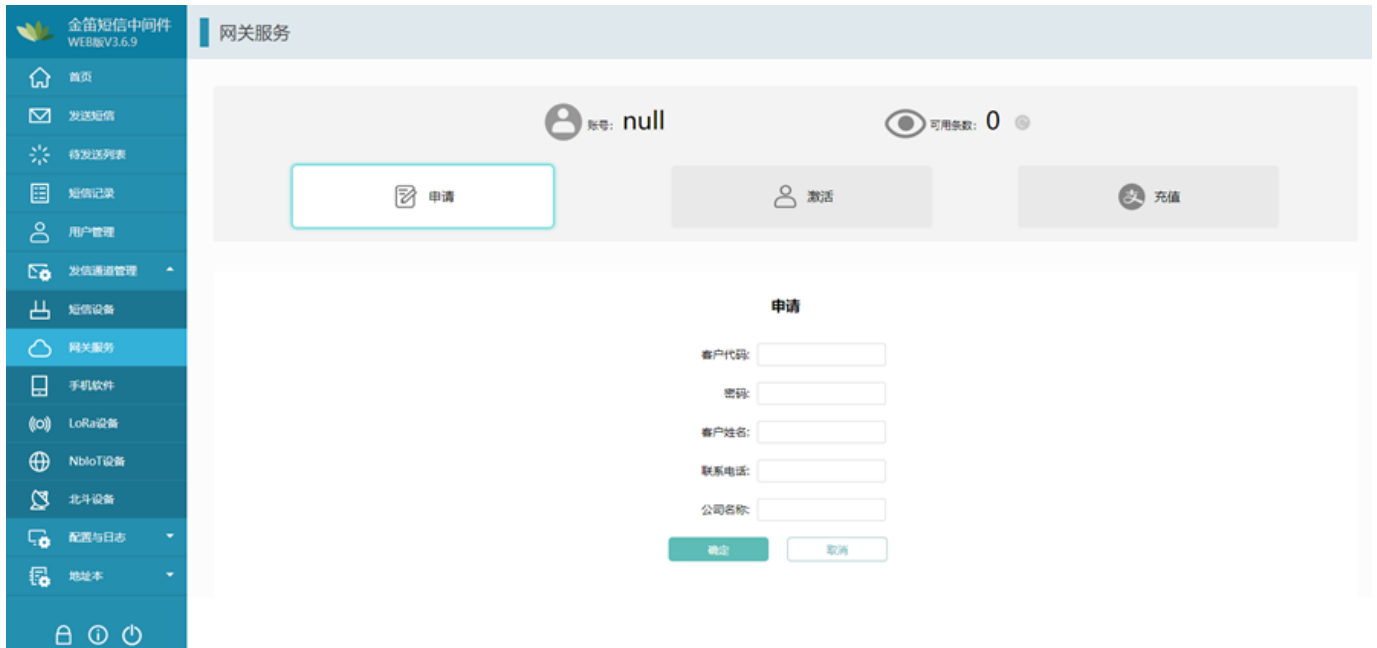 金笛短信中间件
WEB版V3.6.9
网关服务
首页
发送短信
待发送列表
短信记录
用户管理
发信通道管理
短信设备
网关服务
手机软件
LoRa设备
NbIoT设备
北斗设备
配置与日志
地址本
账号: null
可用条数: 0
申请
激活
支 充值
申请
客户代码:
密码:
客户姓名:
联系电话:
公司名称:
确定
取消